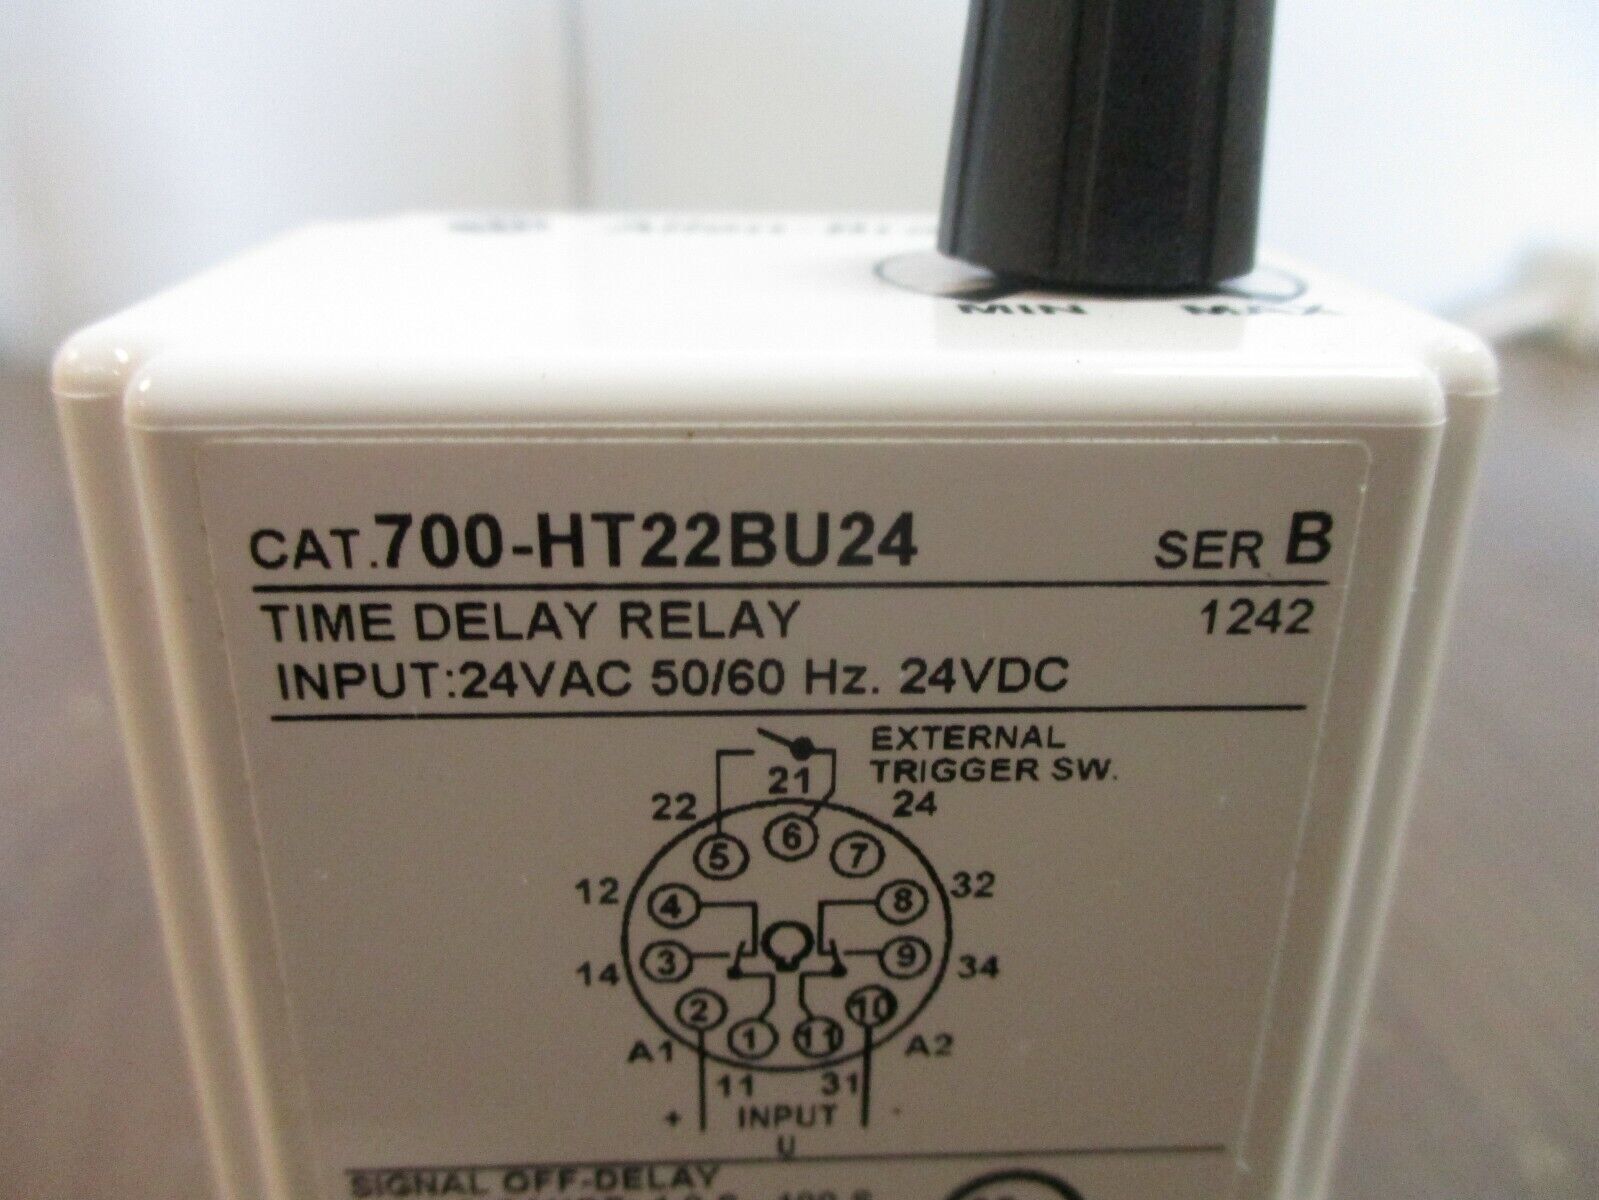 Allen
MIN MAX
CAT.700-HT22BU24 SER B
TIME DELAY RELAY 1242
INPUT:24VAC 50/60 Hz. 24VDC
EXTERNAL
TRIGGER SW.
21
22 24
6
5 7
12 4 8 32
14 3 9 34
2 10
A1 1 11 A2
11 31
+ INPUT -
U
SIGNAL OFF-DELAY